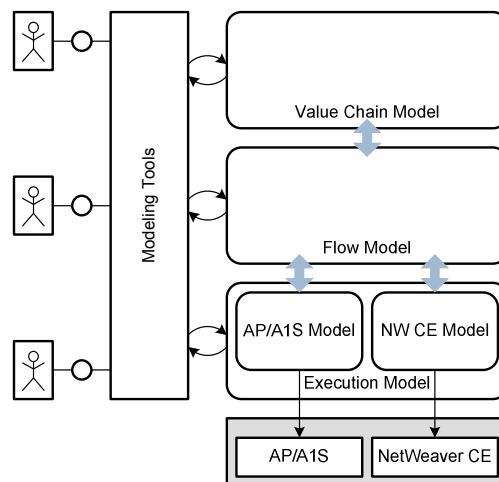 Modeling Tools
Value Chain Model
Flow Model
AP/A1S Model
NW CE Model
Execution Model
AP/A1S
NetWeaver CE